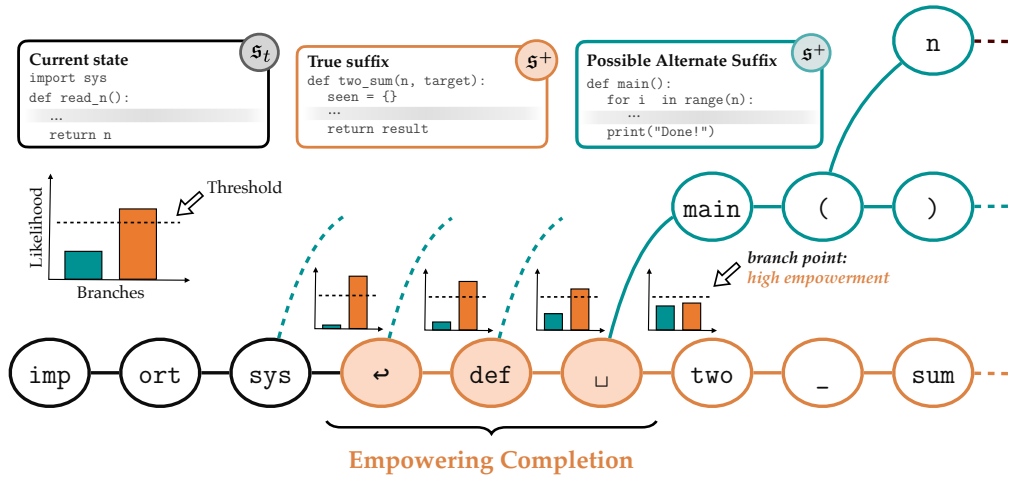 Current state
import sys
def read_n():
...
return n
𝔰t
True suffix
def two_sum(n, target):
seen = {}
...
return result
𝔰+
Possible Alternate Suffix
def main():
for i in range(n):
...
print("Done!")
𝔰+
n
Likelihood
Threshold
Branches
main
(
)
branch point:
high empowerment
imp
ort
sys
↩
def
␣
two
_
sum
Empowering Completion